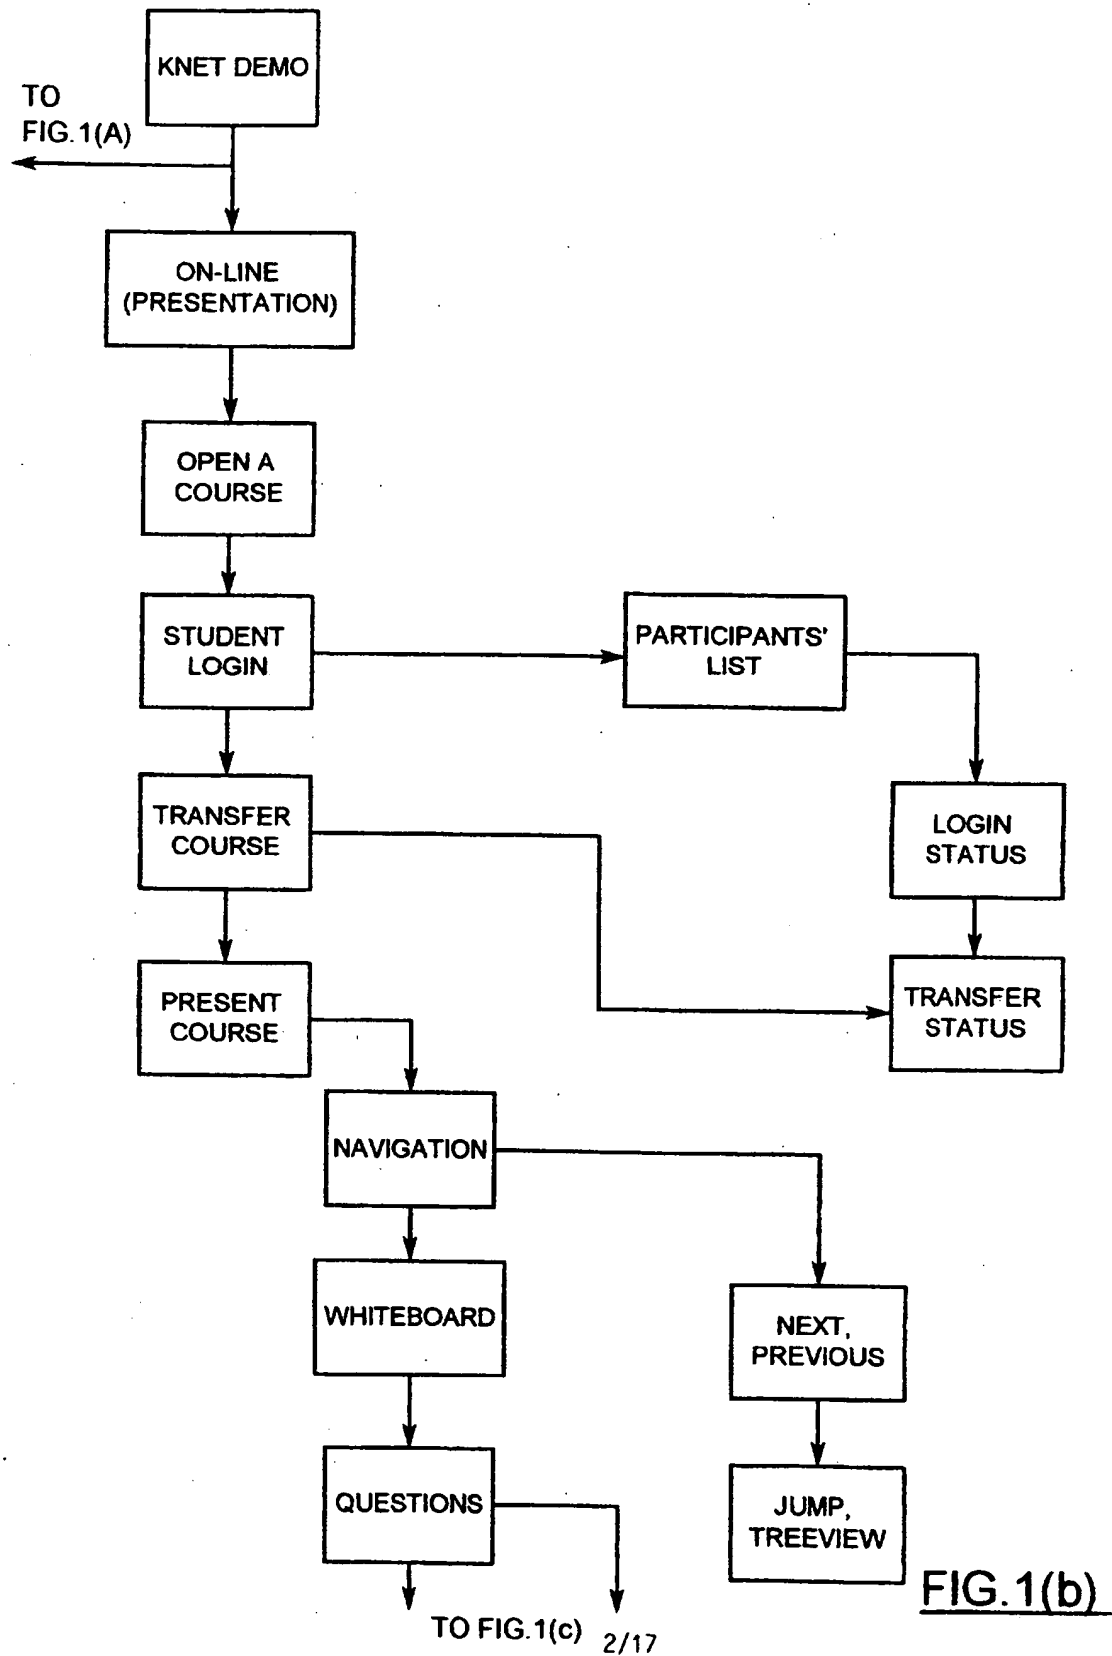 KNET DEMO
TO
FIG.1(A)
ON-LINE
(PRESENTATION)
OPEN A
COURSE
STUDENT
LOGIN
PARTICIPANTS'
LIST
TRANSFER
COURSE
LOGIN
STATUS
PRESENT
COURSE
TRANSFER
STATUS
NAVIGATION
WHITEBOARD
NEXT,
PREVIOUS
QUESTIONS
JUMP,
TREEVIEW
FIG.1(b)
TO FIG.1(c)
2/17